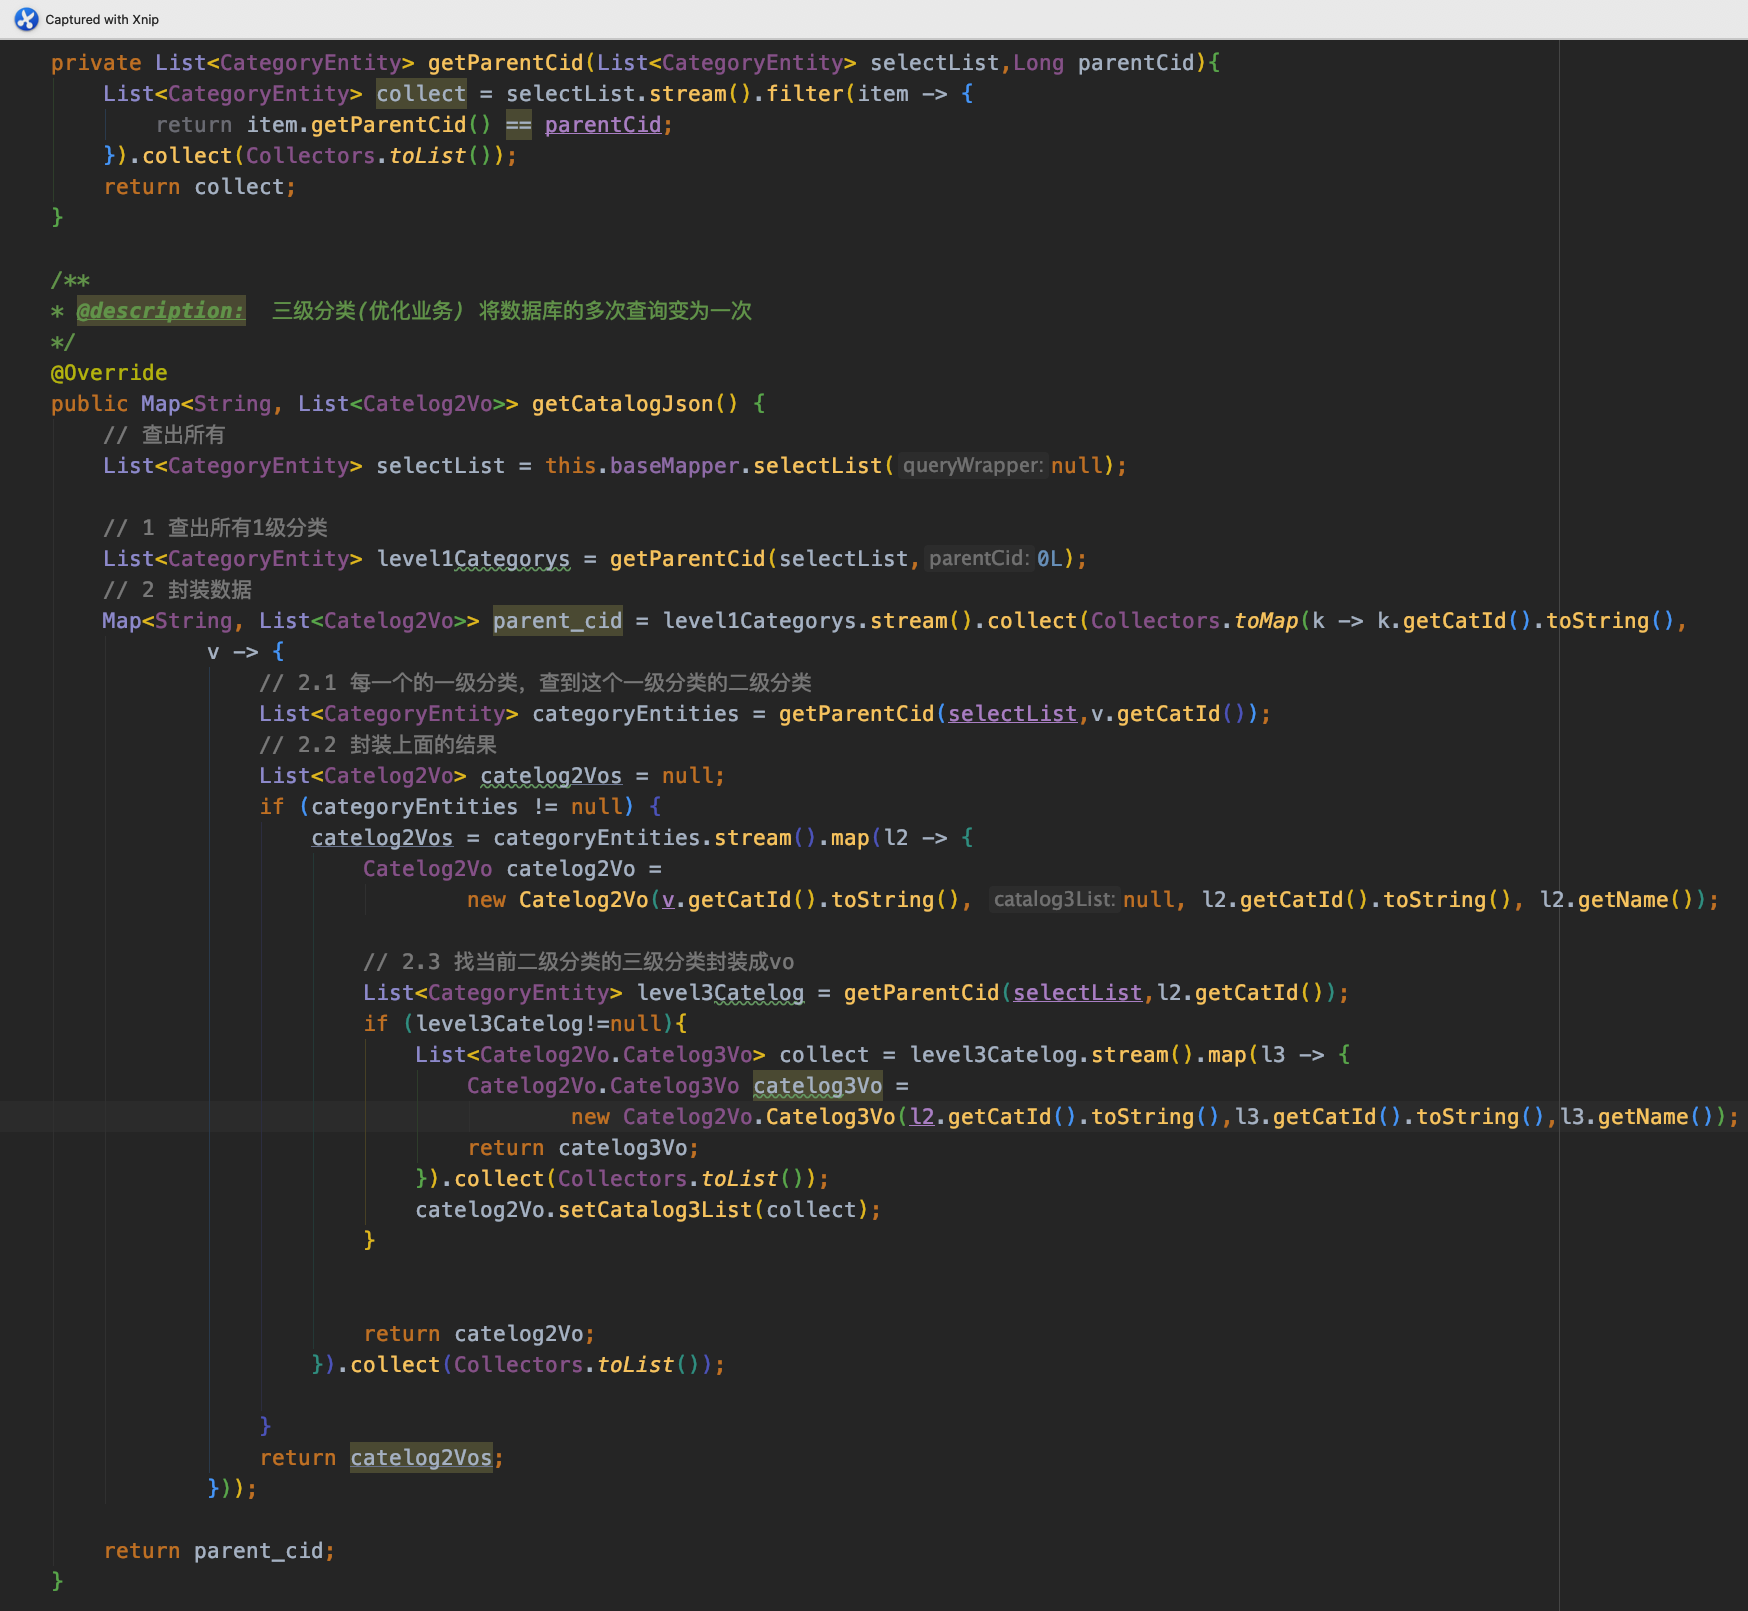 Captured with Xnip
private List<CategoryEntity> getParentCid(List<CategoryEntity> selectList,Long parentCid){
List<CategoryEntity> collect = selectList.stream().filter(item -> {
return item.getParentCid() == parentCid;
}).collect(Collectors.toList());
return collect;
}
/**
* @description:  三级分类(优化业务) 将数据库的多次查询变为一次
*/
@Override
public Map<String, List<Catelog2Vo>> getCatalogJson() {
// 查出所有
List<CategoryEntity> selectList = this.baseMapper.selectList( queryWrapper: null);
// 1 查出所有1级分类
List<CategoryEntity> level1Categorys = getParentCid(selectList, parentCid: 0L);
// 2 封装数据
Map<String, List<Catelog2Vo>> parent_cid = level1Categorys.stream().collect(Collectors.toMap(k -> k.getCatId().toString(),
v -> {
// 2.1 每一个的一级分类，查到这个一级分类的二级分类
List<CategoryEntity> categoryEntities = getParentCid(selectList,v.getCatId());
// 2.2 封装上面的结果
List<Catelog2Vo> catelog2Vos = null;
if (categoryEntities != null) {
catelog2Vos = categoryEntities.stream().map(l2 -> {
Catelog2Vo catelog2Vo =
new Catelog2Vo(v.getCatId().toString(), catalog3List: null, l2.getCatId().toString(), l2.getName());
// 2.3 找当前二级分类的三级分类封装成vo
List<CategoryEntity> level3Catelog = getParentCid(selectList,l2.getCatId());
if (level3Catelog!=null){
List<Catelog2Vo.Catelog3Vo> collect = level3Catelog.stream().map(l3 -> {
Catelog2Vo.Catelog3Vo catelog3Vo =
new Catelog2Vo.Catelog3Vo(l2.getCatId().toString(),l3.getCatId().toString(),l3.getName());
return catelog3Vo;
}).collect(Collectors.toList());
catelog2Vo.setCatalog3List(collect);
}
return catelog2Vo;
}).collect(Collectors.toList());
}
return catelog2Vos;
}));
return parent_cid;
}